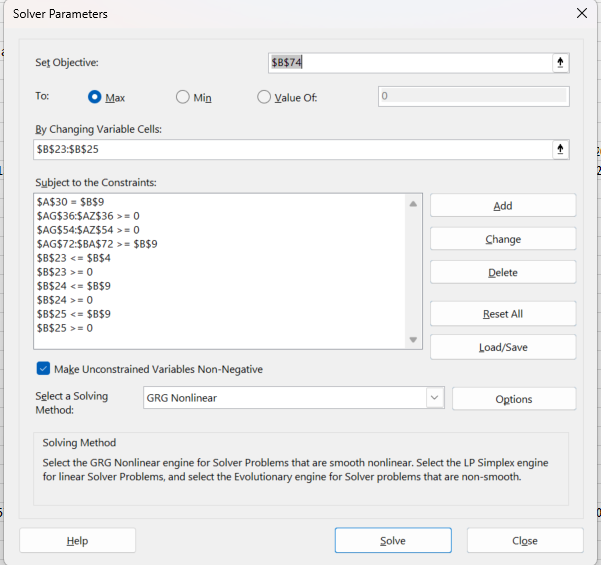 Solver Parameters
Set Objective:
$B$74
To:
Max
Min
Value Of:
0
By Changing Variable Cells:
$B$23:$B$25
Subject to the Constraints:
$A$30 = $B$9
$AG$36:$AZ$36 >= 0
$AG$54:$AZ$54 >= 0
$AG$72:$BA$72 >= $B$9
$B$23 <= $B$4
$B$23 >= 0
$B$24 <= $B$9
$B$24 >= 0
$B$25 <= $B$9
$B$25 >= 0
Add
Change
Delete
Reset All
Load/Save
Make Unconstrained Variables Non-Negative
Select a Solving
Method:
GRG Nonlinear
Options
Solving Method
Select the GRG Nonlinear engine for Solver Problems that are smooth nonlinear. Select the LP Simplex engine
for linear Solver Problems, and select the Evolutionary engine for Solver problems that are non-smooth.
Help
Solve
Close